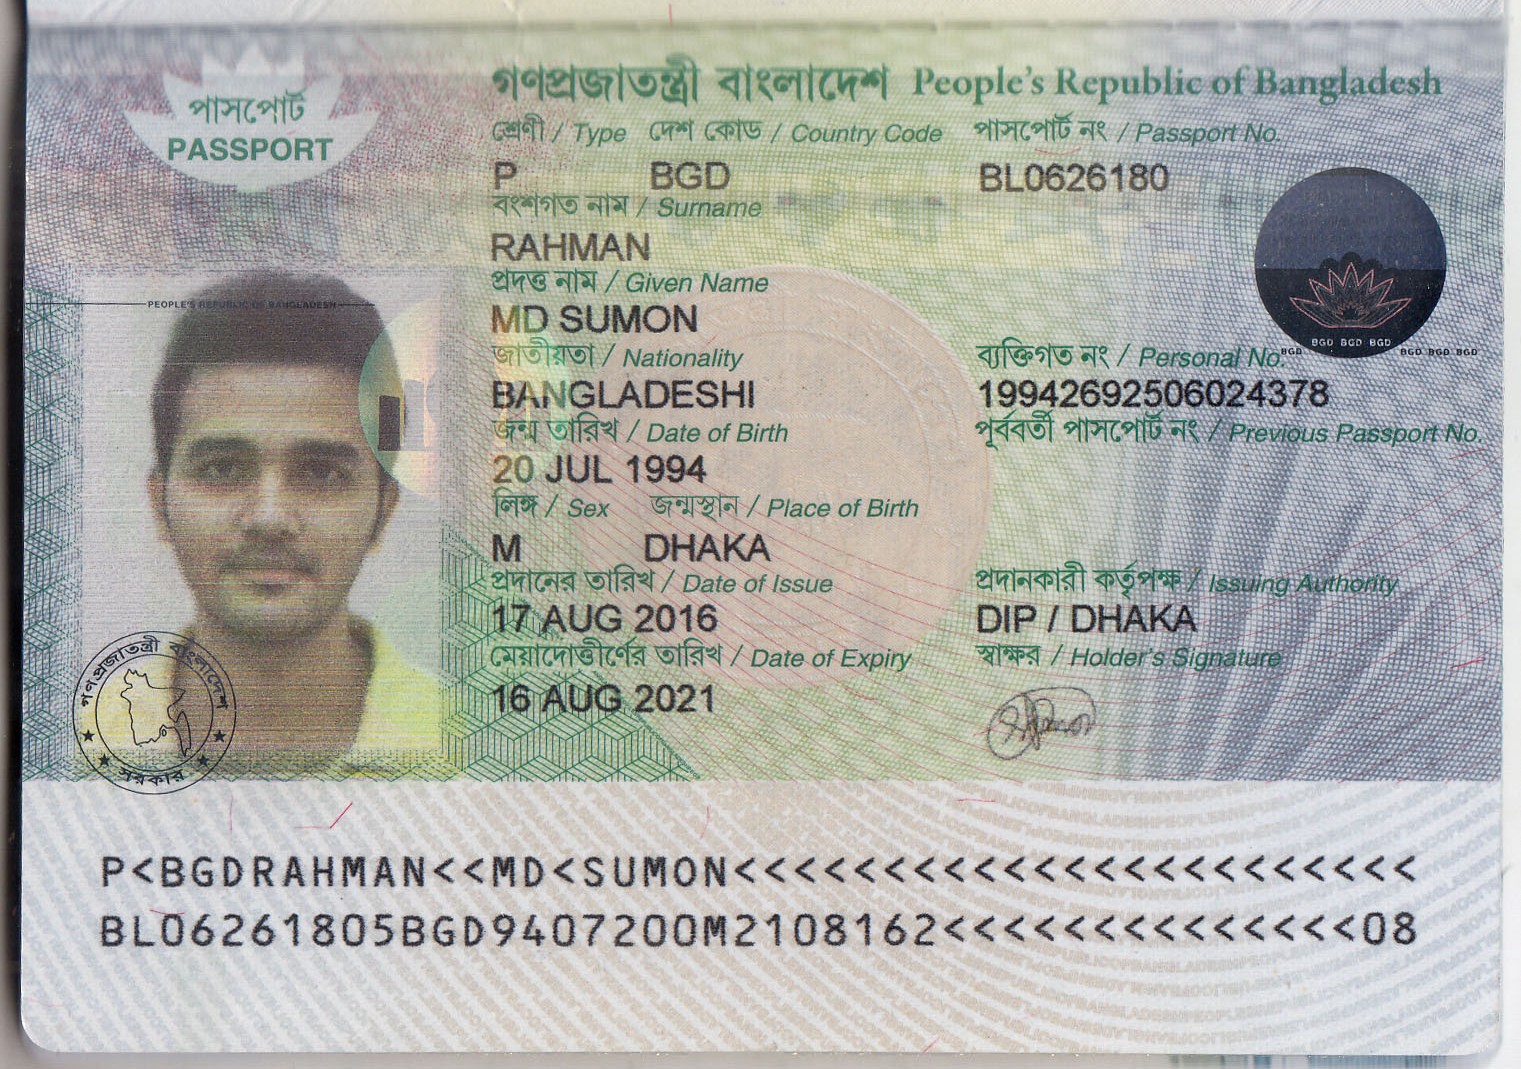 পাসপোর্ট
PASSPORT
গণপ্রজাতন্ত্রী বাংলাদেশ People's Republic of Bangladesh
শ্রেণী / Type দেশ কোড / Country Code পাসপোর্ট নং / Passport No.
P BGD BL0626180
বংশগত নাম / Surname
RAHMAN
প্রদত্ত নাম / Given Name
MD SUMON
জাতীয়তা / Nationality ব্যক্তিগত নং / Personal No.
BANGLADESHI 19942692506024378
জন্ম তারিখ / Date of Birth পূর্ববর্তী পাসপোর্ট নং / Previous Passport No.
20 JUL 1994
লিঙ্গ / Sex জন্মস্থান / Place of Birth
M DHAKA
প্রদানের তারিখ / Date of Issue প্রদানকারী কর্তৃপক্ষ / Issuing Authority
17 AUG 2016 DIP / DHAKA
মেয়াদোত্তীর্ণের তারিখ / Date of Expiry স্বাক্ষর / Holder's Signature
16 AUG 2021
PEOPLE'S REPUBLIC OF BANGLADESH
BGD BGD BGD
BGD BGD BGD BGD
গণপ্রজাতন্ত্রী বাংলাদেশ
সরকার
P<BGDRAHMAN<<MD<SUMON<<<<<<<<<<<<<<<<<<<<<<<
BL06261805BGD9407200M2108162<<<<<<<<<<<<<<08